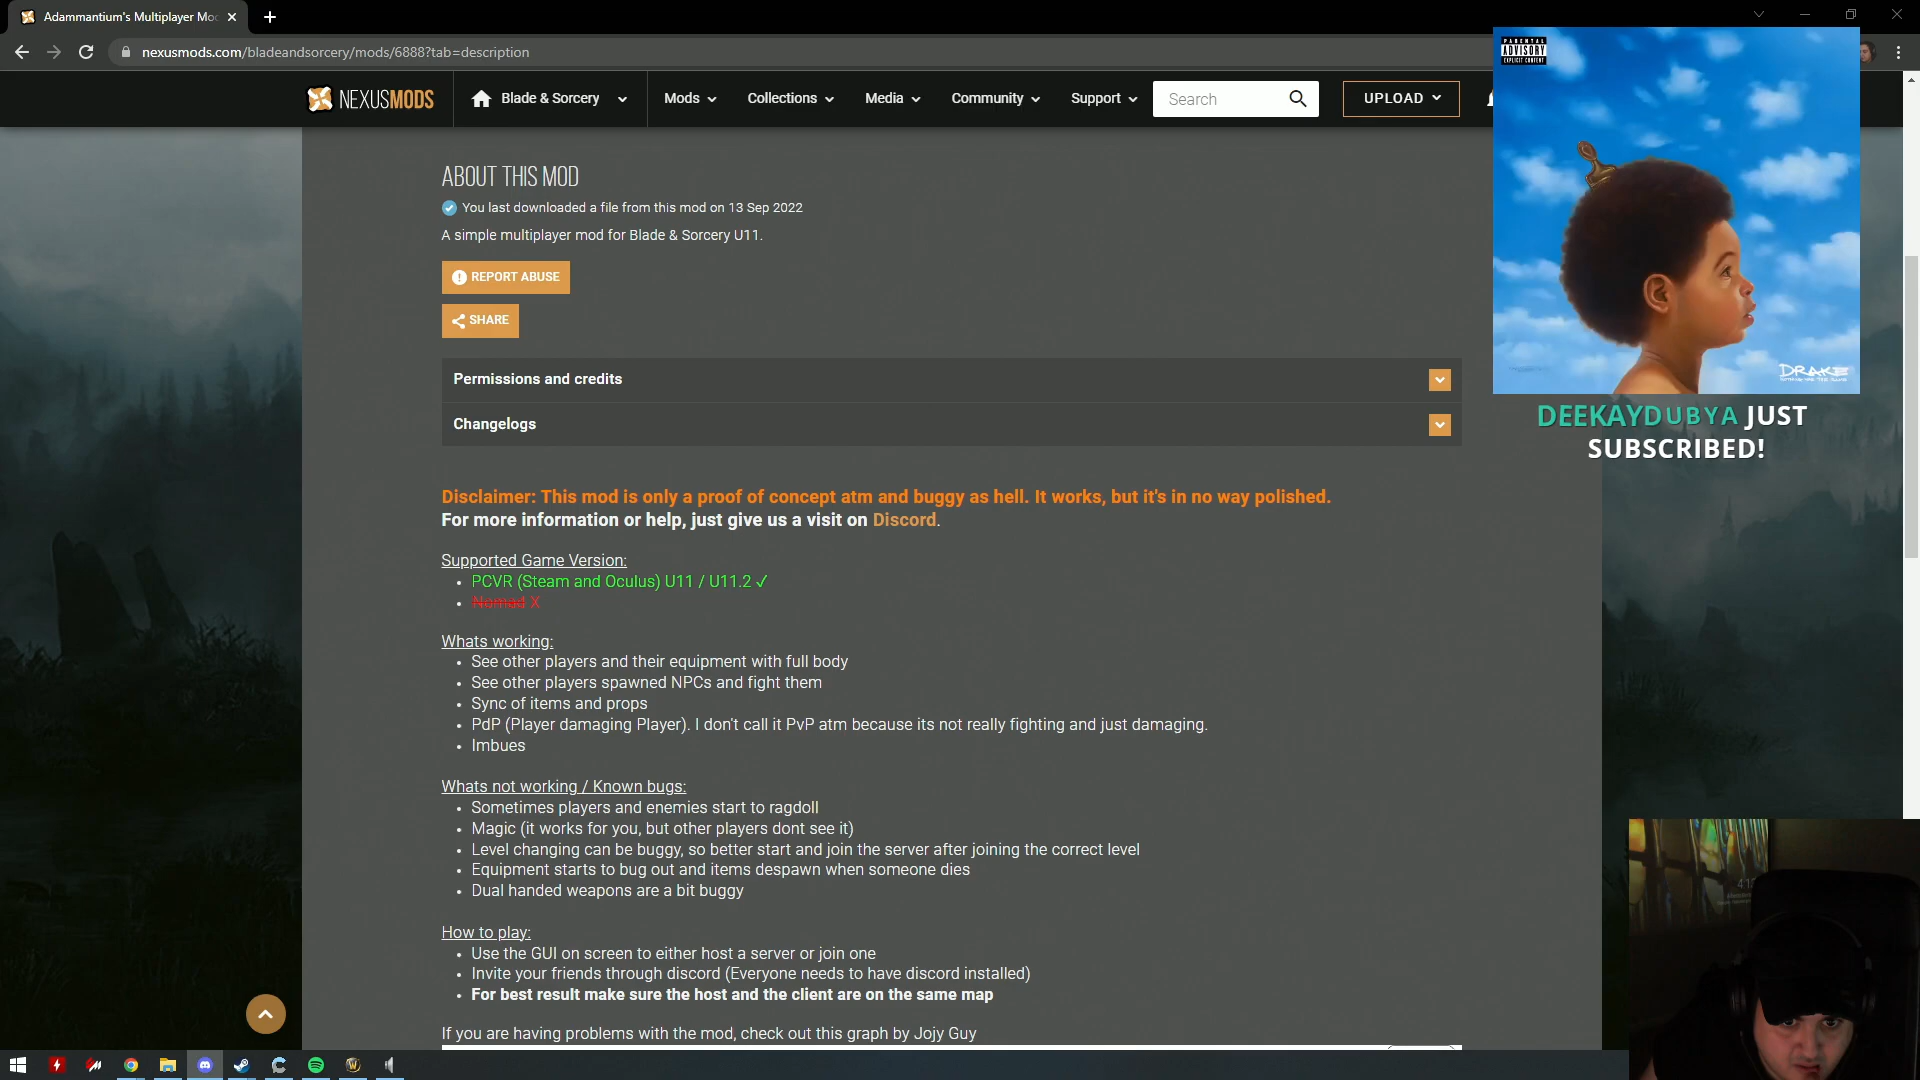 Adammantium's Multiplayer Mo
nexusmods.com/bladeandsorcery/mods/6888?tab=description
NEXUSMODS
Blade & Sorcery
Mods
Collections
Media
Community
Support
Search
UPLOAD
ABOUT THIS MOD
You last downloaded a file from this mod on 13 Sep 2022
A simple multiplayer mod for Blade & Sorcery U11.
REPORT ABUSE
SHARE
Permissions and credits
Changelogs
Disclaimer: This mod is only a proof of concept atm and buggy as hell. It works, but it's in no way polished.
For more information or help, just give us a visit on Discord.
Supported Game Version:
PCVR (Steam and Oculus) U11 / U11.2 ✓
Nomad X
Whats working:
See other players and their equipment with full body
See other players spawned NPCs and fight them
Sync of items and props
PdP (Player damaging Player). I don't call it PvP atm because its not really fighting and just damaging.
Imbues
Whats not working / Known bugs:
Sometimes players and enemies start to ragdoll
Magic (it works for you, but other players dont see it)
Level changing can be buggy, so better start and join the server after joining the correct level
Equipment starts to bug out and items despawn when someone dies
Dual handed weapons are a bit buggy
How to play:
Use the GUI on screen to either host a server or join one
Invite your friends through discord (Everyone needs to have discord installed)
For best result make sure the host and the client are on the same map
If you are having problems with the mod, check out this graph by Jojy Guy
PARENTAL
ADVISORY
EXPLICIT CONTENT
DRAKE
DEEKAYDUBYA JUST
SUBSCRIBED!